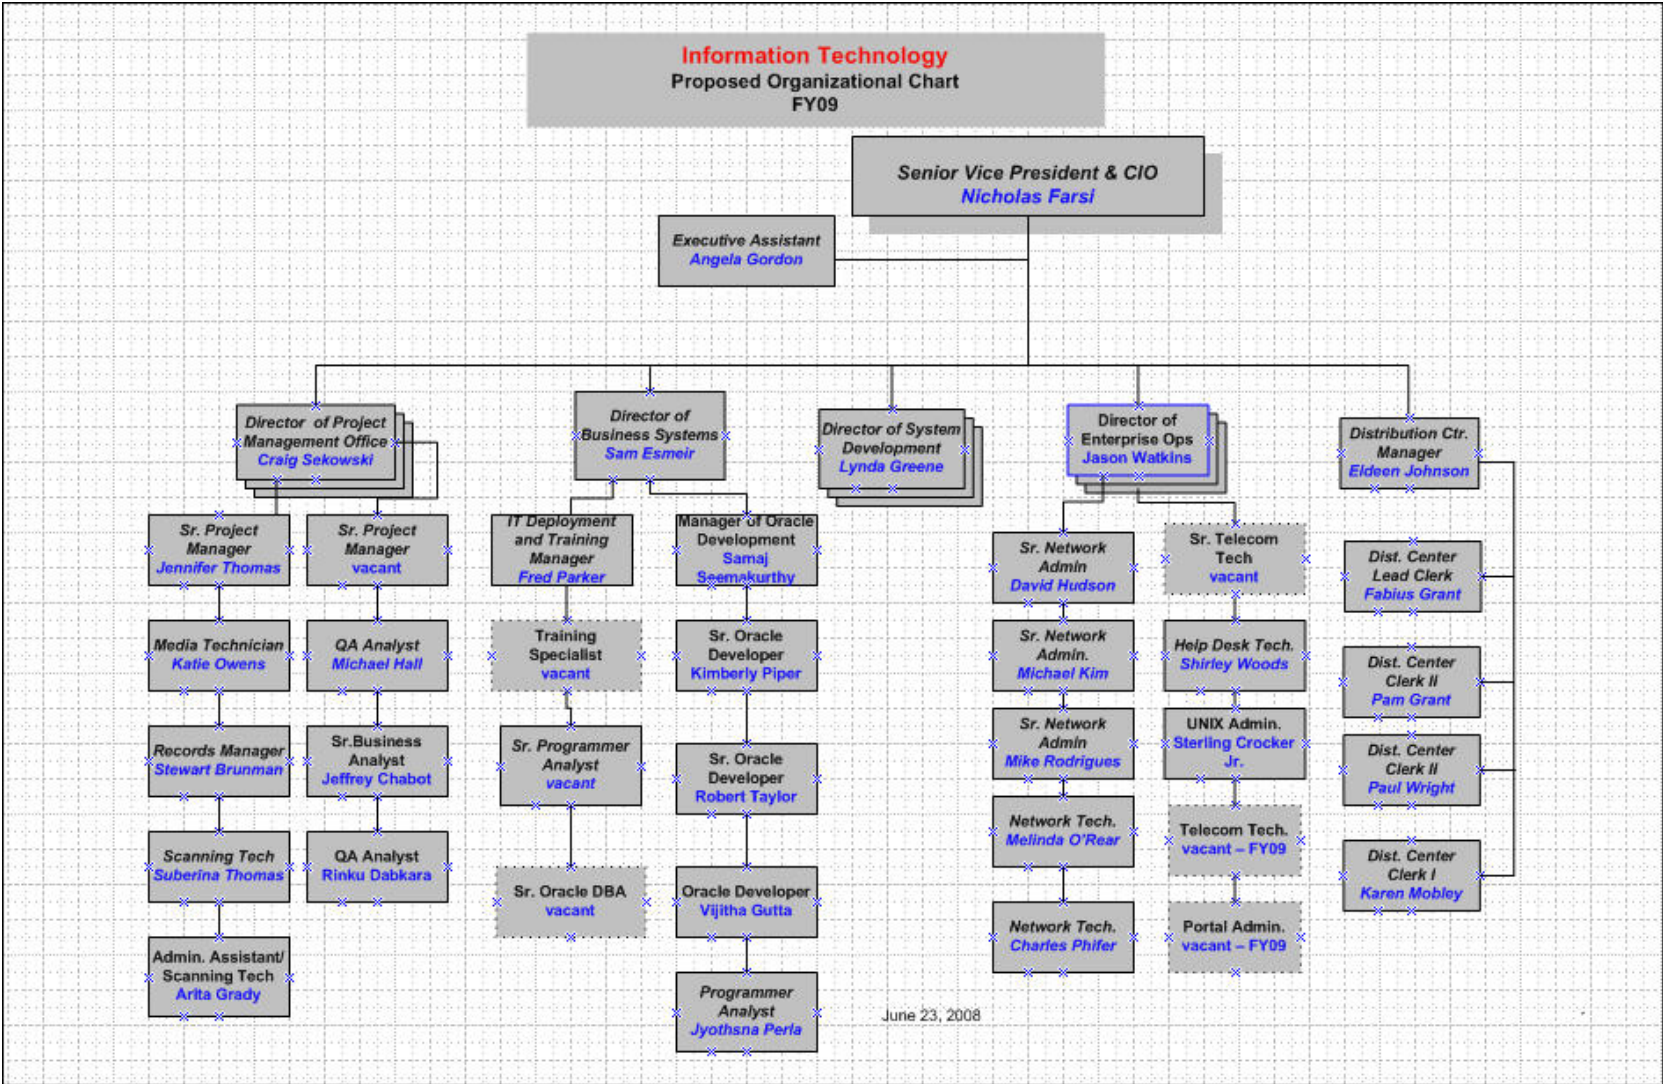 Information Technology
Proposed Organizational Chart
FY09
Senior Vice President & CIO
Nicholas Farsi
Executive Assistant
Angela Gordon
Director of Project
Management Office
Craig Sekowski
Director of
Business Systems
Sam Esmeir
Director of System
Development
Lynda Greene
Director of
Enterprise Ops
Jason Watkins
Distribution Ctr.
Manager
Eldeen Johnson
Sr. Project
Manager
Jennifer Thomas
Media Technician
Katie Owens
Records Manager
Stewart Brunman
Scanning Tech
Suberina Thomas
Admin. Assistant/
Scanning Tech
Arita Grady
Sr. Project
Manager
vacant
QA Analyst
Michael Hall
Sr.Business
Analyst
Jeffrey Chabot
QA Analyst
Rinku Dabkara
IT Deployment
and Training
Manager
Fred Parker
Training
Specialist
vacant
Sr. Programmer
Analyst
vacant
Sr. Oracle DBA
vacant
Manager of Oracle
Development
Samaj
Seemakurthy
Sr. Oracle
Developer
Kimberly Piper
Sr. Oracle
Developer
Robert Taylor
Oracle Developer
Vijitha Gutta
Programmer
Analyst
Jyothsna Perla
Sr. Network
Admin
David Hudson
Sr. Network
Admin.
Michael Kim
Sr. Network
Admin
Mike Rodrigues
Network Tech.
Melinda O'Rear
Network Tech.
Charles Phifer
Sr. Telecom
Tech
vacant
Help Desk Tech.
Shirley Woods
UNIX Admin.
Sterling Crocker
Jr.
Telecom Tech.
vacant – FY09
Portal Admin.
vacant – FY09
Dist. Center
Lead Clerk
Fabius Grant
Dist. Center
Clerk II
Pam Grant
Dist. Center
Clerk II
Paul Wright
Dist. Center
Clerk I
Karen Mobley
June 23, 2008